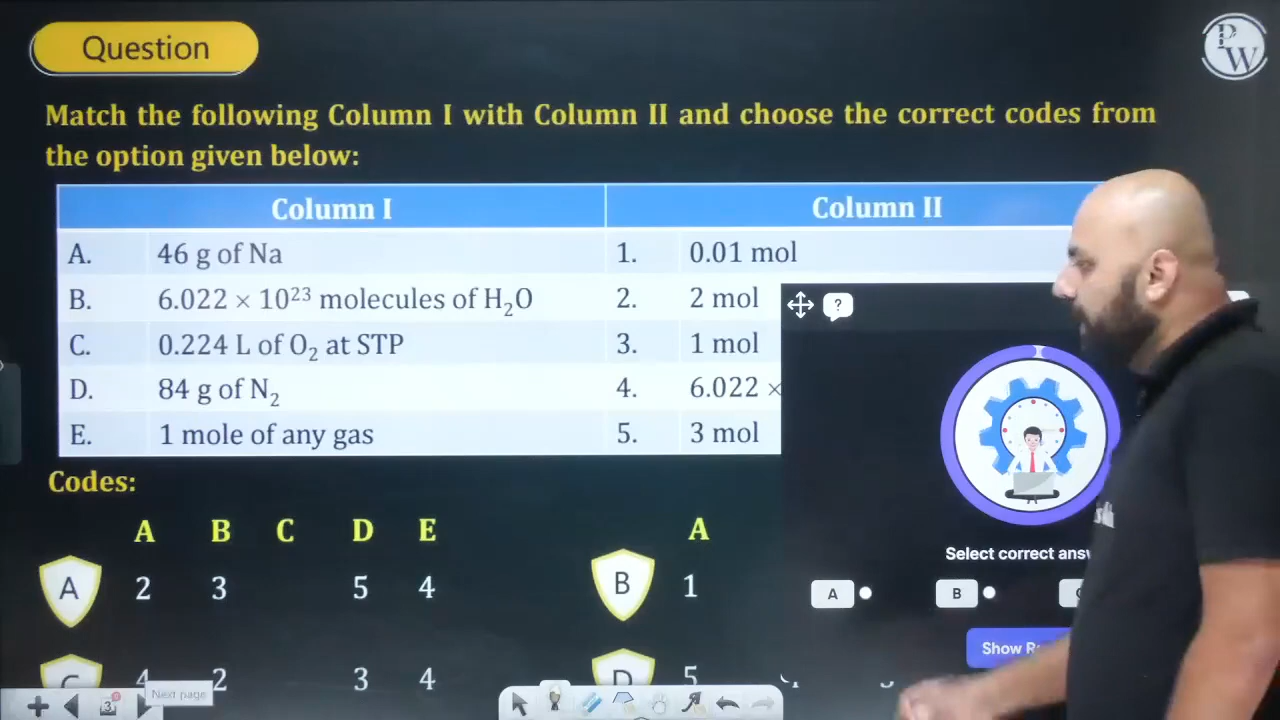 Question
PW
Match the following Column I with Column II and choose the correct codes from
the option given below:
Column I Column II
A. 46 g of Na 1. 0.01 mol
B. 6.022 × 10²³ molecules of H₂O 2. 2 mol
C. 0.224 L of O₂ at STP 3. 1 mol
D. 84 g of N₂ 4. 6.022 ×
E. 1 mole of any gas 5. 3 mol
?
Codes:
A B C D E A
A 2 3 5 4 B 1
Select correct
A B
Show
4 2 3 4 D 5
Next page
3